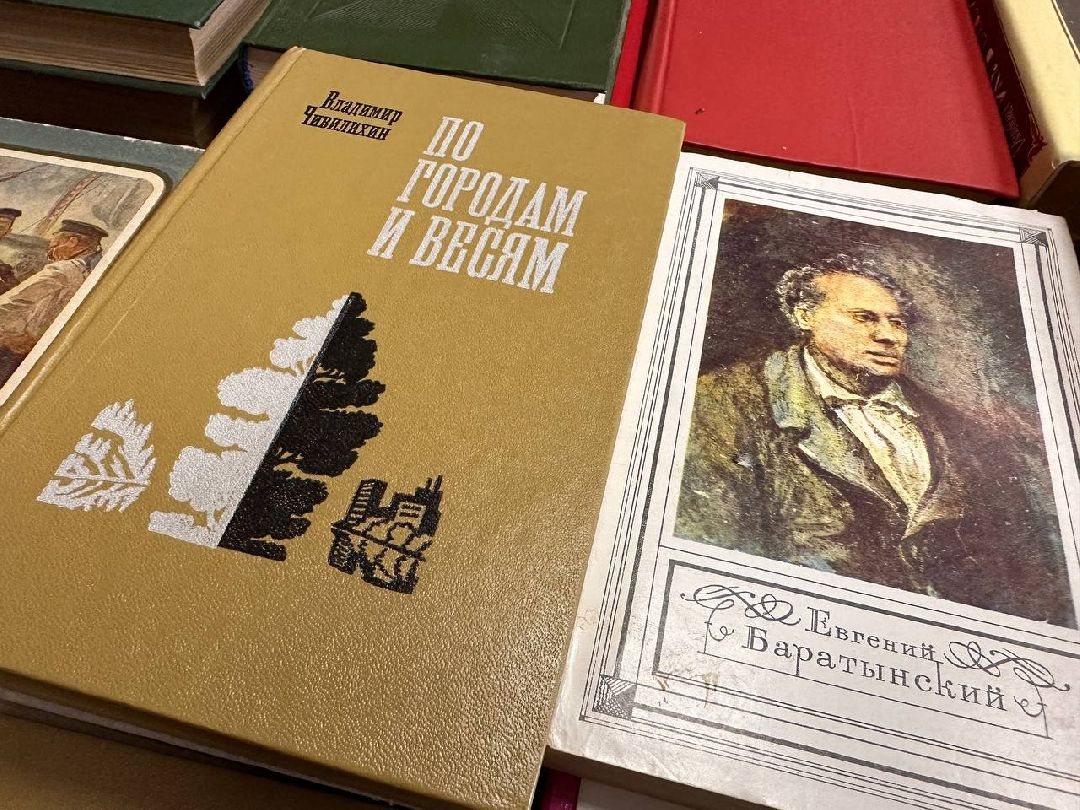 Владимир
Чивилихин
ПО
ГОРОДАМ
И ВЕСЯМ
Евгений
Баратынский